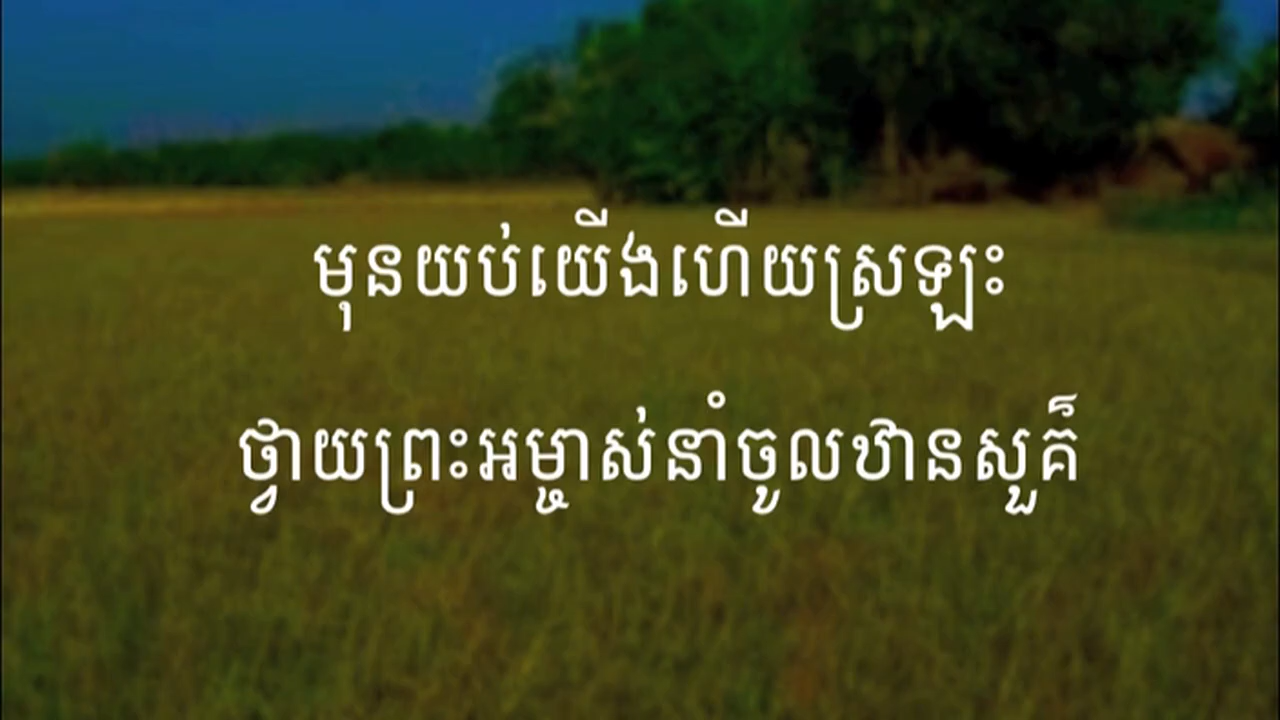 មុនយប់យើងហើយស្រឡះ
ថ្វាយព្រះអម្ចាស់នាំចូលឋានសួគ៌